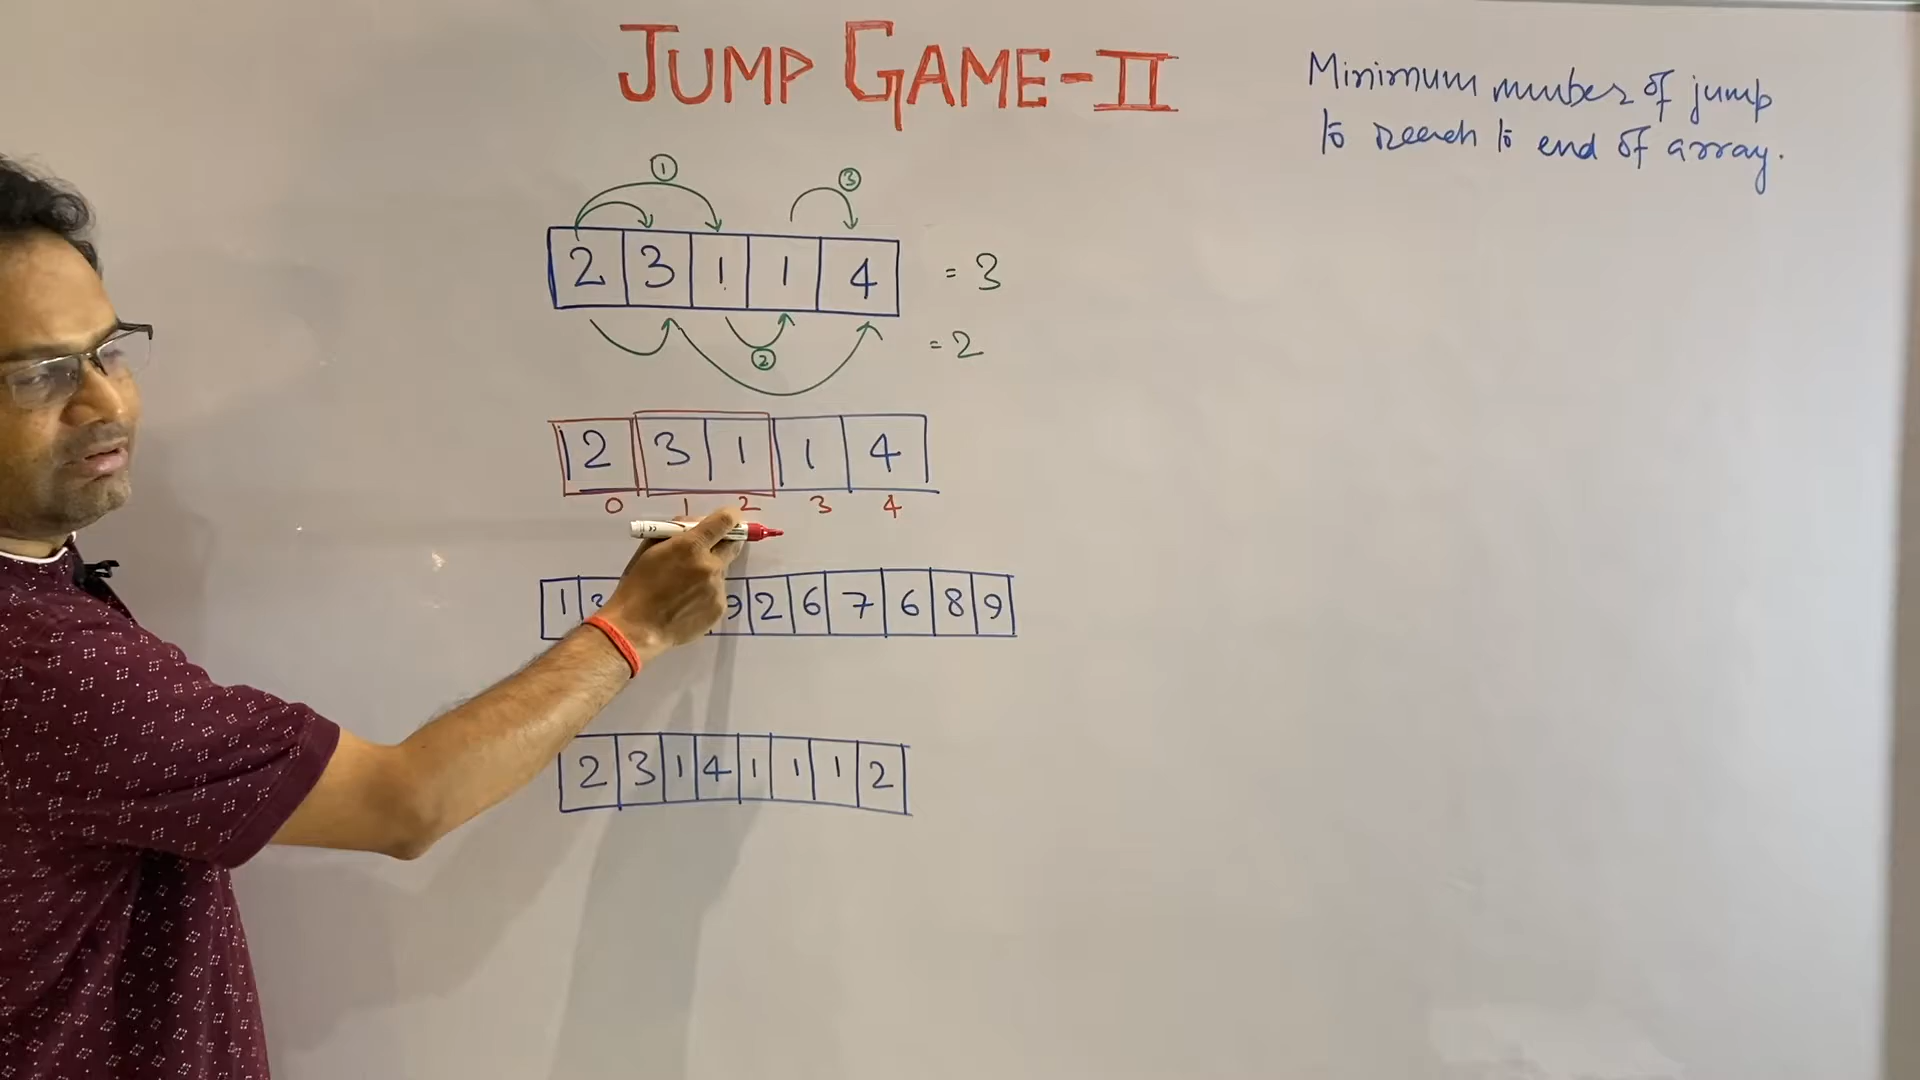 JUMP GAME-II
Minimum number of jump
to reach to end of array.
1 3
2 3 1 1 4 = 3
2 = 2
2 3 1 1 4
0 1 2 3 4
1 9 2 6 7 6 8 9
2 3 1 4 1 1 1 2